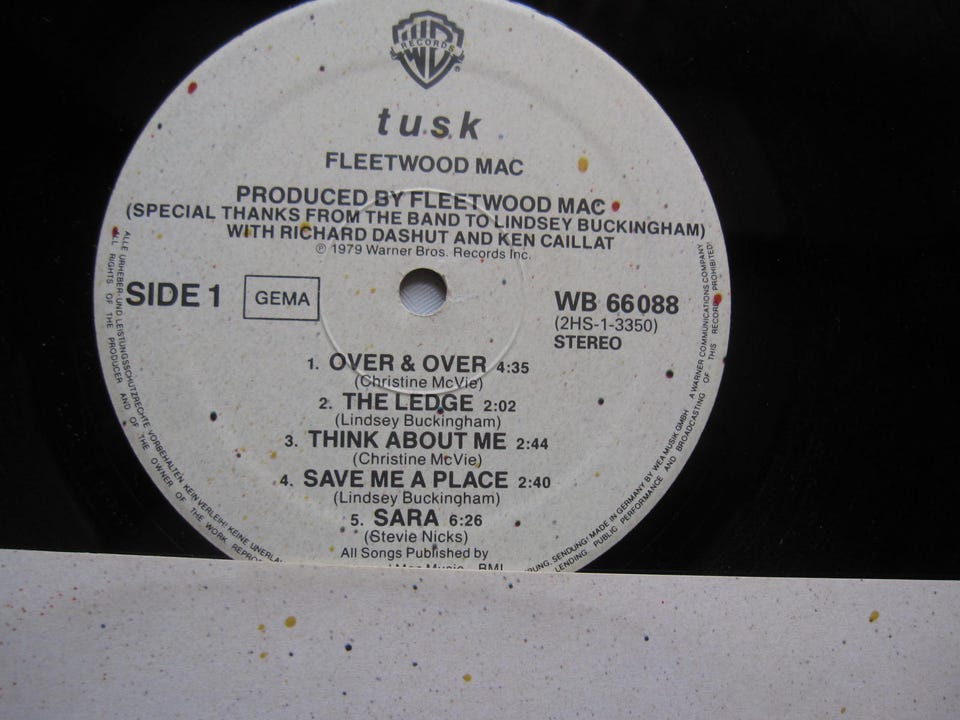 RECORDS
t.u.s.k.
FLEETWOOD MAC
PRODUCED BY FLEETWOOD MAC
(SPECIAL THANKS FROM THE BAND TO LINDSEY BUCKINGHAM)
WITH RICHARD DASHUT AND KEN CAILLAT
℗ 1979 Warner Bros. Records Inc.
SIDE 1
GEMA
WB 66 088
(2HS-1-3350)
STEREO
1. OVER & OVER 4:35
(Christine McVie)
2. THE LEDGE 2:02
(Lindsey Buckingham)
3. THINK ABOUT ME 2:44
(Christine McVie)
4. SAVE ME A PLACE 2:40
(Lindsey Buckingham)
5. SARA 6:26
(Stevie Nicks)
All Songs Published by
Music BMI
ALLE URHEBER- UND LEISTUNGSSCHUTZRECHTE VORBEHALTEN. KEIN VERLEIH! KEINE
ALL RIGHTS OF THE PRODUCER AND OF THE OWNER OF THE WORK
SENDUNG! MADE IN GERMANY BY WEA MUSIK GMBH A WARNER COMMUNICATIONS COMPANY
LENDING, PUBLIC PERFORMANCE AND BROADCASTING OF THIS RECORD PROHIBITED!